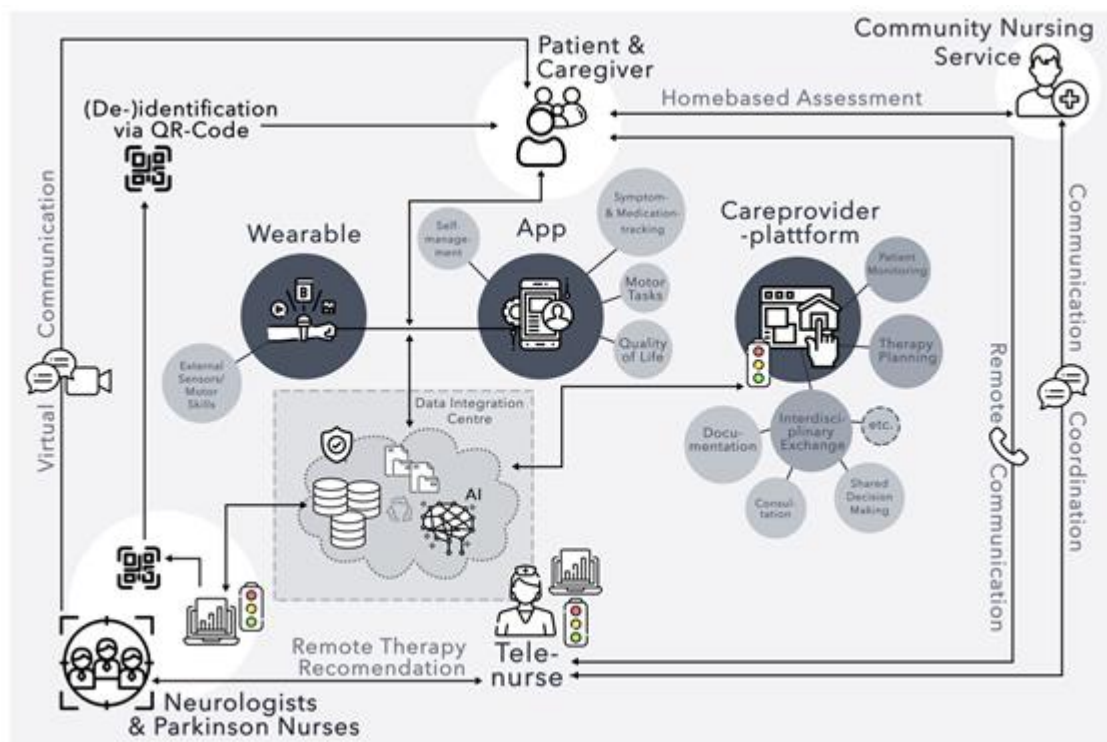 Patient &
Caregiver
Community Nursing
Service
(De-)identification
via QR-Code
Homebased Assessment
Virtual Communication
Wearable
App
Self-
manage-
ment
Symptom-
& Medication-
tracking
Motor
Tasks
Quality
of Life
External
Sensors/
Motor
Skills
B
Careprovider
-plattform
Patient
Monitoring
Therapy
Planning
Interdisci-
plinary
Exchange
etc.
Docu-
mentation
Consul-
tation
Shared
Decision
Making
Data Integration
Centre
AI
Remote Communication
Communication Coordination
Remote Therapy
Recomendation
Tele-
nurse
Neurologists
& Parkinson Nurses